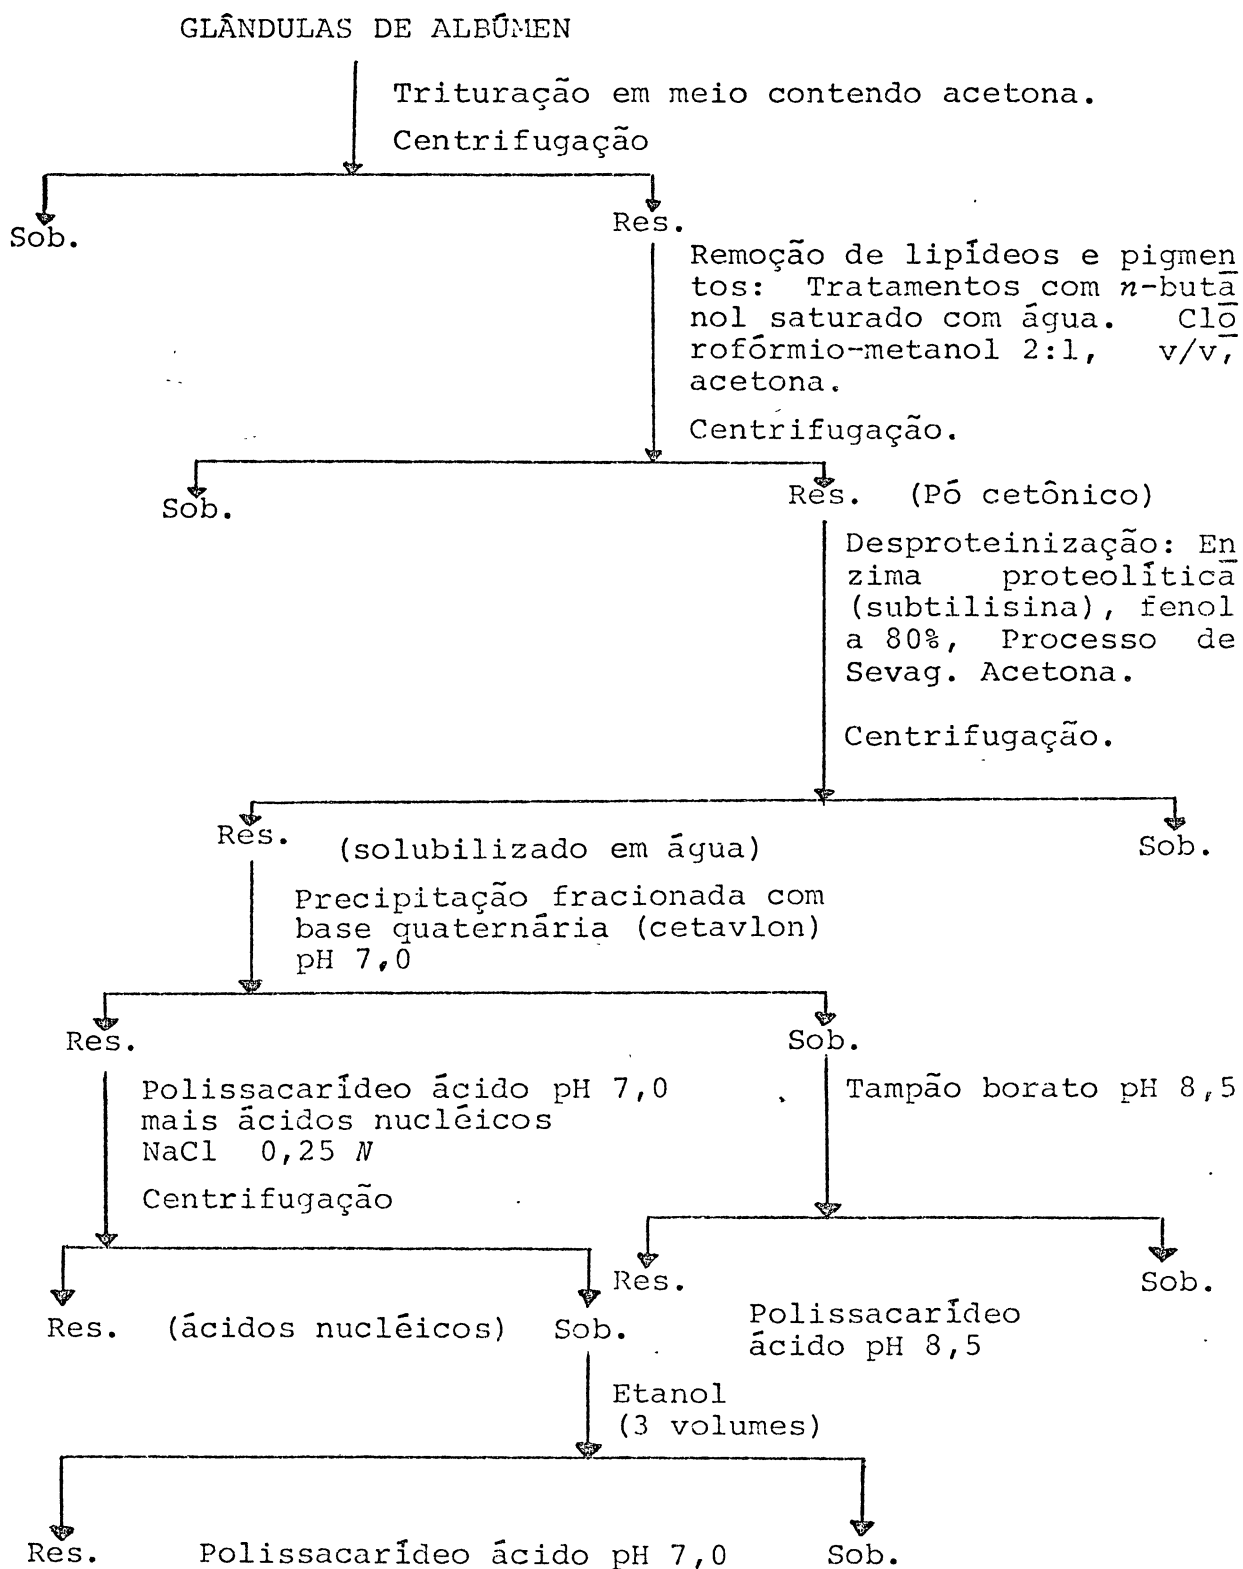 GLÂNDULAS DE ALBÚMEN
Trituração em meio contendo acetona.
Centrifugação
Sob.
Res.
Remoção de lipídeos e pigmen
tos: Tratamentos com n-butā
nol saturado com água. Clō
rofórmio-metanol 2:1, v/v,
acetona.
Centrifugação.
Sob.
Res. (Pó cetônico)
Desproteinização: En
zima proteolítica
(subtilisina), fenol
a 80%, Processo de
Sevag. Acetona.
Centrifugação.
Res. (solubilizado em água)
Sob.
Precipitação fracionada com
base quaternária (cetavlon)
pH 7,0
Res.
Sob.
Polissacarídeo ácido pH 7,0
mais ácidos nucléicos
NaCl 0,25 N
Centrifugação
Tampão borato pH 8,5
Res. (ácidos nucléicos) Sob.
Res.
Sob.
Polissacarídeo
ácido pH 8,5
Etanol
(3 volumes)
Res. Polissacarídeo ácido pH 7,0 Sob.